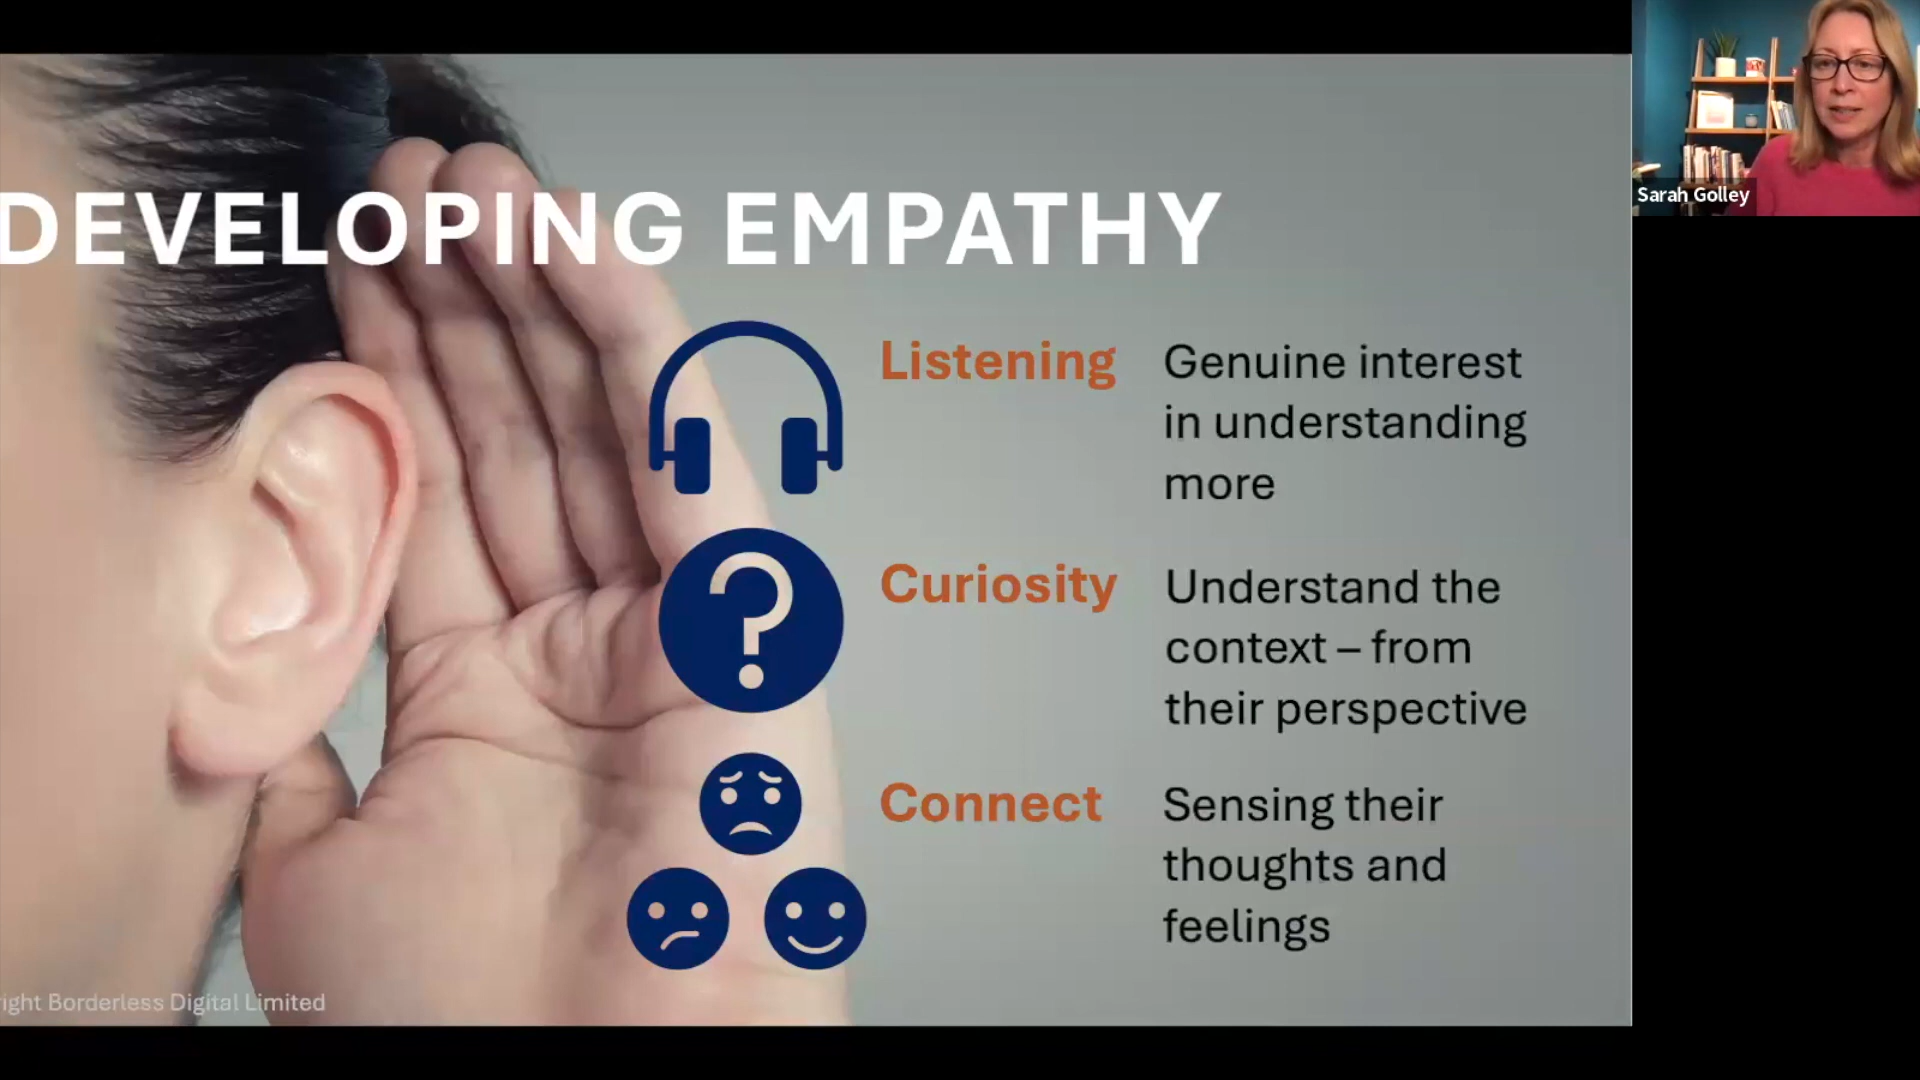 DEVELOPING EMPATHY
Sarah Golley
Listening
Genuine interest
in understanding
more
?
Curiosity
Understand the
context – from
their perspective
Connect
Sensing their
thoughts and
feelings
Borderless Digital Limited